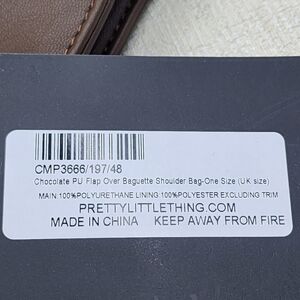 CMP3666/197/48
Chocolate PU Flap Over Baguette Shoulder Bag-One Size (UK size)
MAIN:100%POLYURETHANE LINING:100%POLYESTER EXCLUDING TRIM
PRETTYLITTLETHING.COM
MADE IN CHINA KEEP AWAY FROM FIRE